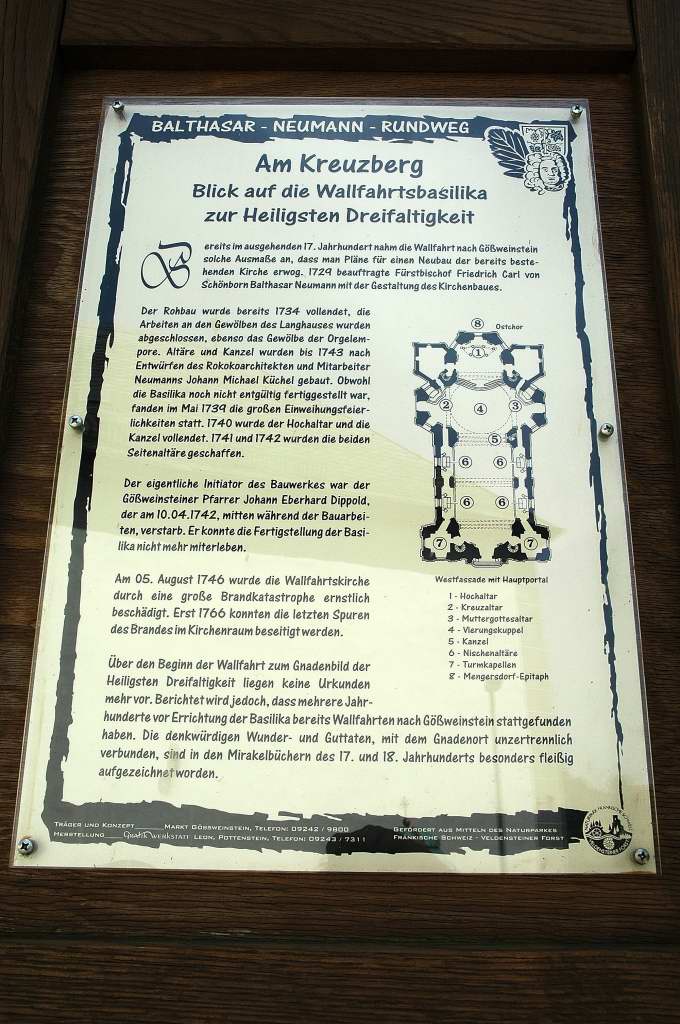 BALTHASAR - NEUMANN - RUNDWEG
Am Kreuzberg
Blick auf die Wallfahrtsbasilika
zur Heiligsten Dreifaltigkeit
Bereits im ausgehenden 17. Jahrhundert nahm die Wallfahrt nach Gößweinstein
solche Ausmaße an, dass man Pläne für einen Neubau der bereits beste-
henden Kirche erwog. 1729 beauftragte Fürstbischof Friedrich Carl von
Schönborn Balthasar Neumann mit der Gestaltung des Kirchenbaues.
Der Rohbau wurde bereits 1734 vollendet, die
Arbeiten an den Gewölben des Langhauses wurden
abgeschlossen, ebenso das Gewölbe der Orgelem-
pore. Altäre und Kanzel wurden bis 1743 nach
Entwürfen des Rokokoarchitekten und Mitarbeiter
Neumanns Johann Michael Küchel gebaut. Obwohl
die Basilika noch nicht entgültig fertiggestellt war,
fanden im Mai 1739 die großen Einweihungsfeier-
lichkeiten statt. 1740 wurde der Hochaltar und die
Kanzel vollendet. 1741 und 1742 wurden die beiden
Seitenaltäre geschaffen.
Der eigentliche Initiator des Bauwerkes war der
Gößweinsteiner Pfarrer Johann Eberhard Dippold,
der am 10.04.1742, mitten während der Bauarbei-
ten, verstarb. Er konnte die Fertigstellung der Basi-
lika nicht mehr miterleben.
Am 05. August 1746 wurde die Wallfahrtskirche
durch eine große Brandkatastrophe ernstlich
beschädigt. Erst 1766 konnten die letzten Spuren
des Brandes im Kirchenraum beseitigt werden.
Über den Beginn der Wallfahrt zum Gnadenbild der
Heiligsten Dreifaltigkeit liegen keine Urkunden
mehr vor. Berichtet wird jedoch, dass mehrere Jahr-
hunderte vor Errichtung der Basilika bereits Wallfahrten nach Gößweinstein stattgefunden
haben. Die denkwürdigen Wunder- und Guttaten, mit dem Gnadenort unzertrennlich
verbunden, sind in den Mirakelbüchern des 17. und 18. Jahrhunderts besonders fleißig
aufgezeichnet worden.
8 Ostchor
1
2 4 3
5
6 6
6 6
7 7
Westfassade mit Hauptportal
1 - Hochaltar
2 - Kreuzaltar
3 - Muttergottesaltar
4 - Vierungskuppel
5 - Kanzel
6 - Nischenaltäre
7 - Turmkapellen
8 - Mengersdorf-Epitaph
Träger und Konzept Markt Gößweinstein, Telefon: 09242 / 9800
Herstellung Grafik Werkstatt Leon, Pottenstein, Telefon: 09243 / 7311
Gefördert aus Mitteln des Naturparkes
Fränkische Schweiz - Veldensteiner Forst